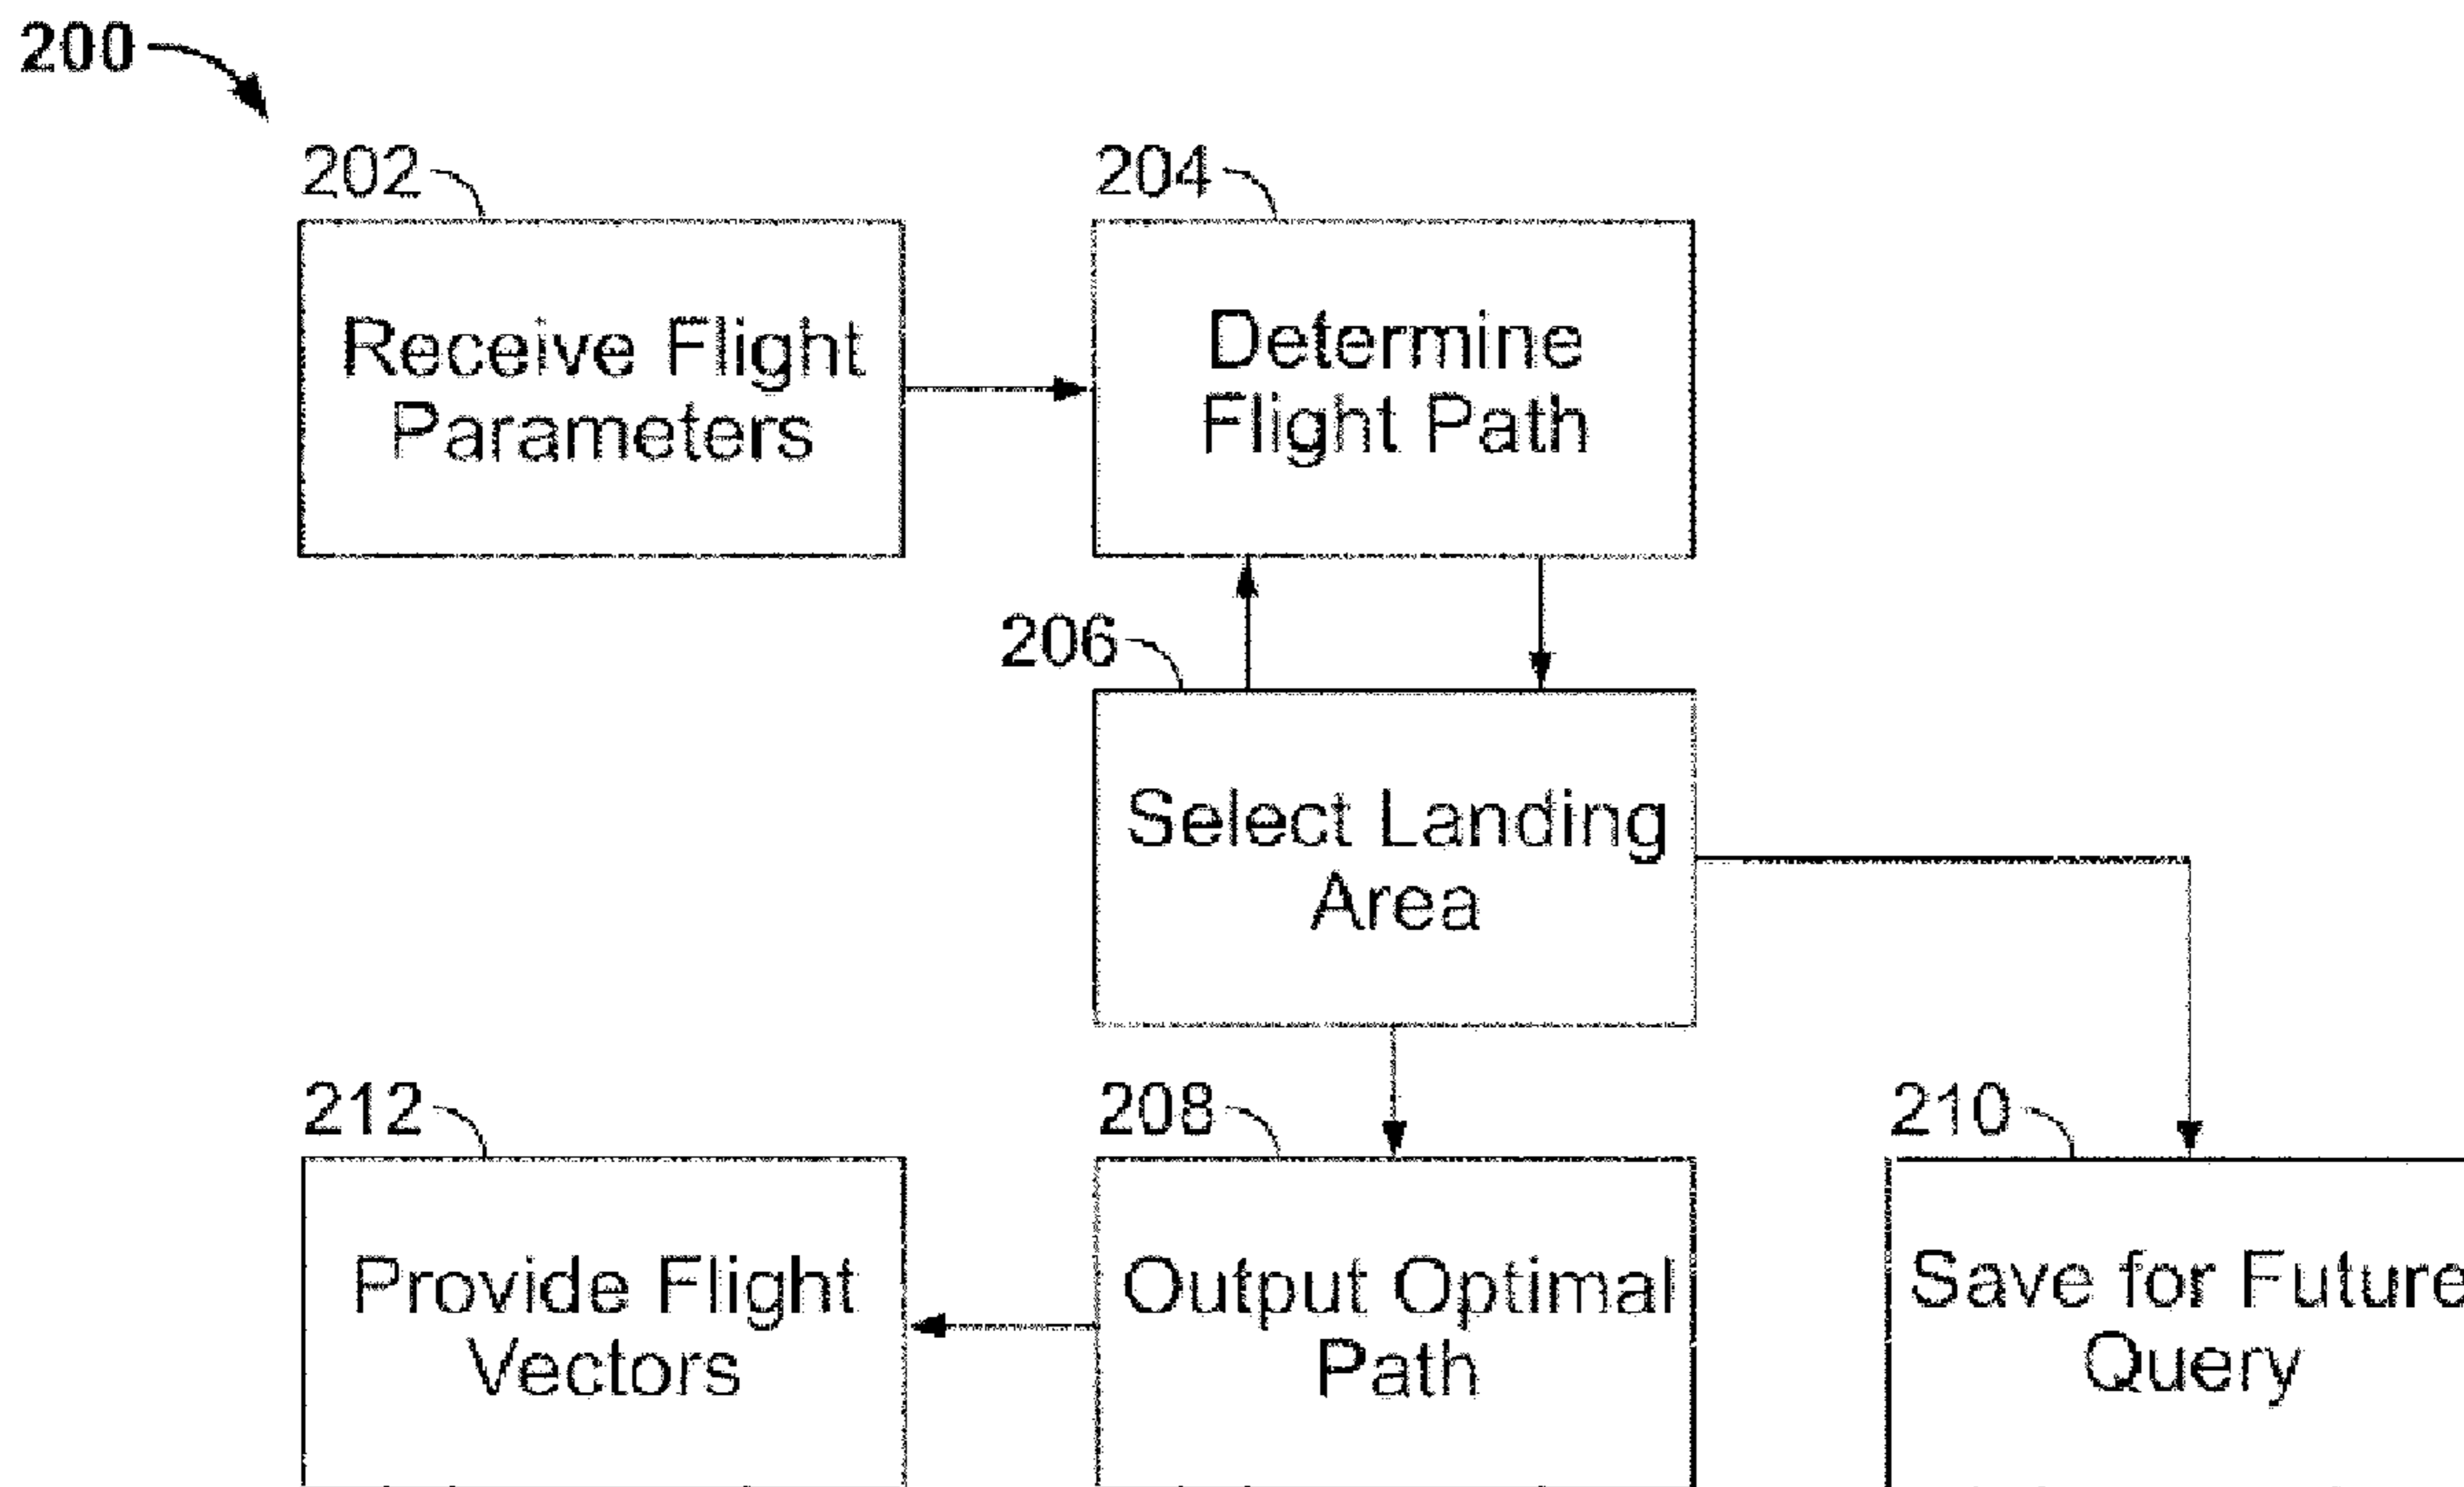 200
202
Receive Flight
Parameters
204
Determine
Flight Path
206
Select Landing
Area
212
Provide Flight
Vectors
208
Output Optimal
Path
210
Save for Future
Query